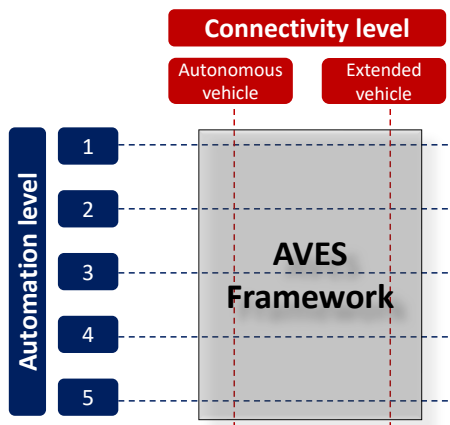 Connectivity level
Autonomous
vehicle
Extended
vehicle
Automation level
1
2
3
4
5
AVES
Framework